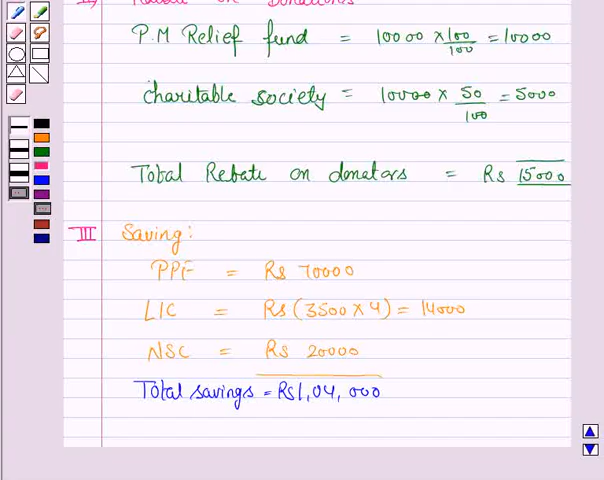 P.M Relief fund = 10000 × 100/100 = 10000
charitable society = 10000 × 50/100 = 5000
Total Rebate on donators = Rs 15000
III Saving:
PPF = Rs 70000
LIC = Rs (3500 × 4) = 14000
NSC = Rs 20000
Total savings = Rs 1,04,000